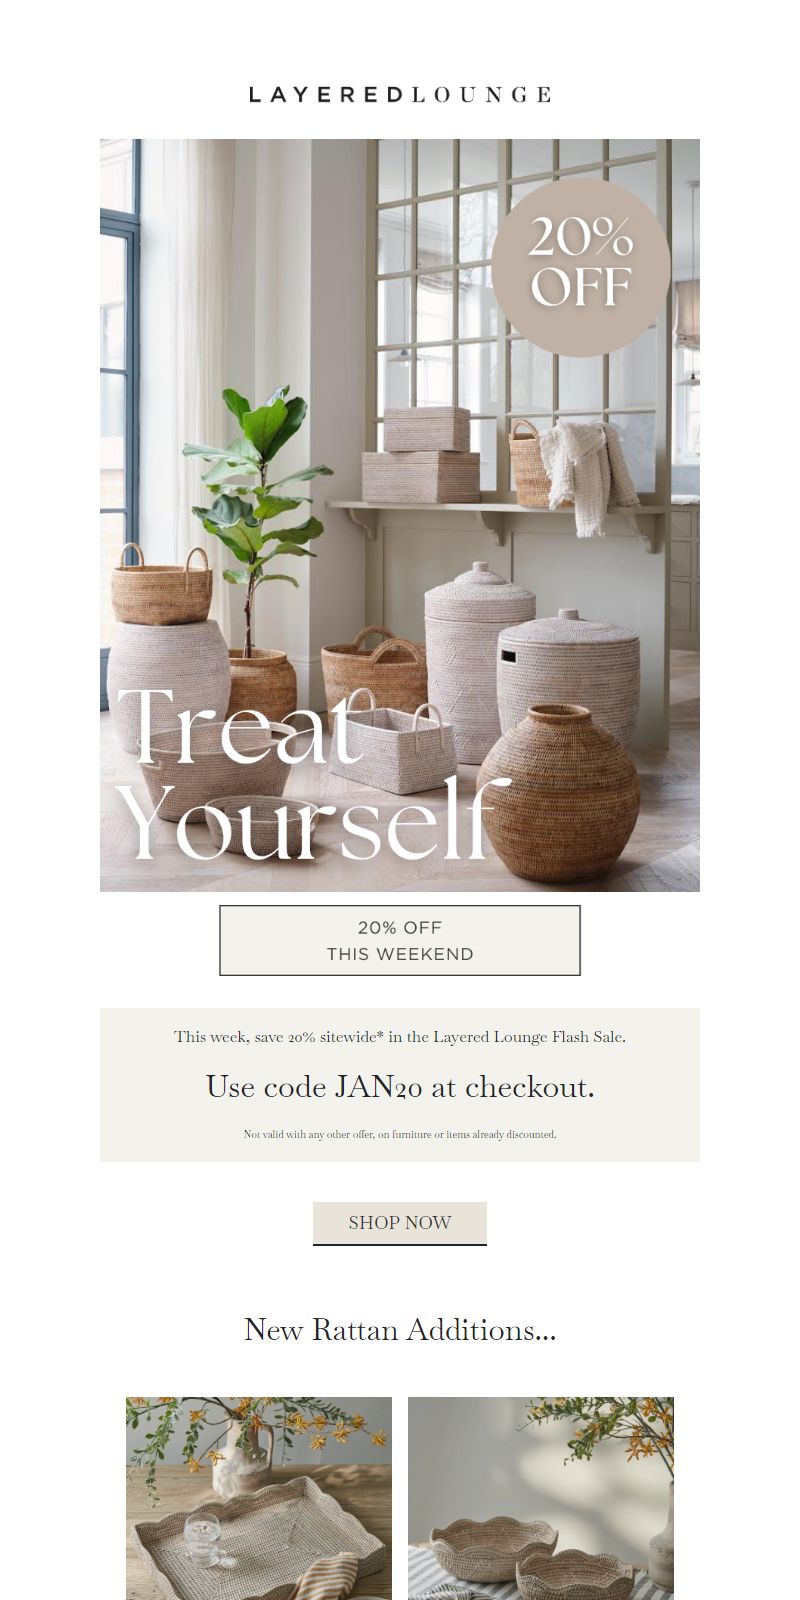 LAYEREDLOUNGE
20%
OFF
Treat
Yourself
20% OFF
THIS WEEKEND
This week, save 20% sitewide* in the Layered Lounge Flash Sale.
Use code JAN20 at checkout.
Not valid with any other offer, on furniture or items already discounted.
SHOP NOW
New Rattan Additions...